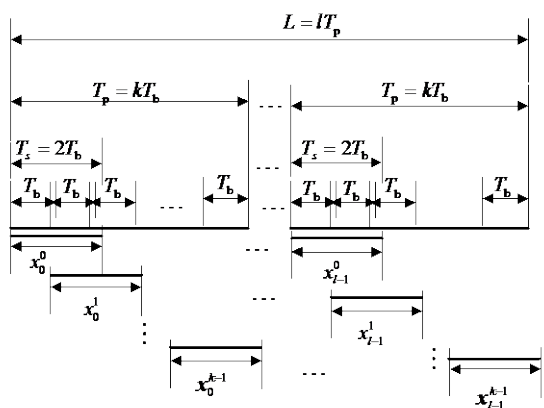 L = lT_p
T_p = kT_b ---- T_p = kT_b
T_s = 2T_b ---- T_s = 2T_b
T_b T_b T_b ---- T_b ---- T_b T_b T_b ---- T_b
x_0^0 ---- x_{l-1}^0
x_0^1 ---- x_{l-1}^1
⋮ ⋮
x_0^{k-1} ---- x_{l-1}^{k-1}